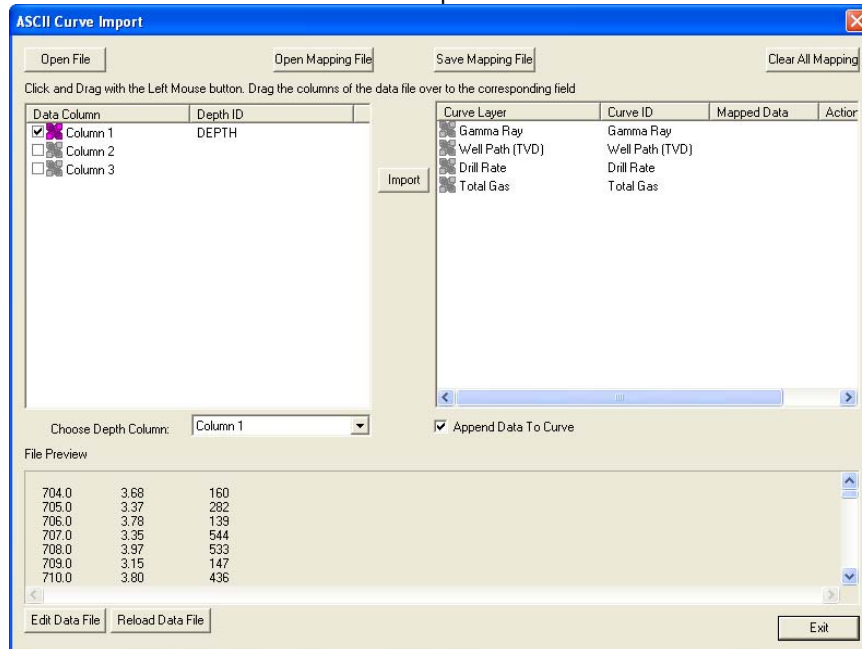 ASCII Curve Import
Open File Open Mapping File Save Mapping File Clear All Mapping
Click and Drag with the Left Mouse button. Drag the columns of the data file over to the corresponding field
Data Column Depth ID
Column 1 DEPTH
Column 2
Column 3
Import
Curve Layer Curve ID Mapped Data Action
Gamma Ray Gamma Ray
Well Path (TVD) Well Path (TVD)
Drill Rate Drill Rate
Total Gas Total Gas
Choose Depth Column: Column 1
Append Data To Curve
File Preview
704.0 3.68 160
705.0 3.37 282
706.0 3.78 139
707.0 3.35 544
708.0 3.97 533
709.0 3.15 147
710.0 3.80 436
Edit Data File Reload Data File Exit